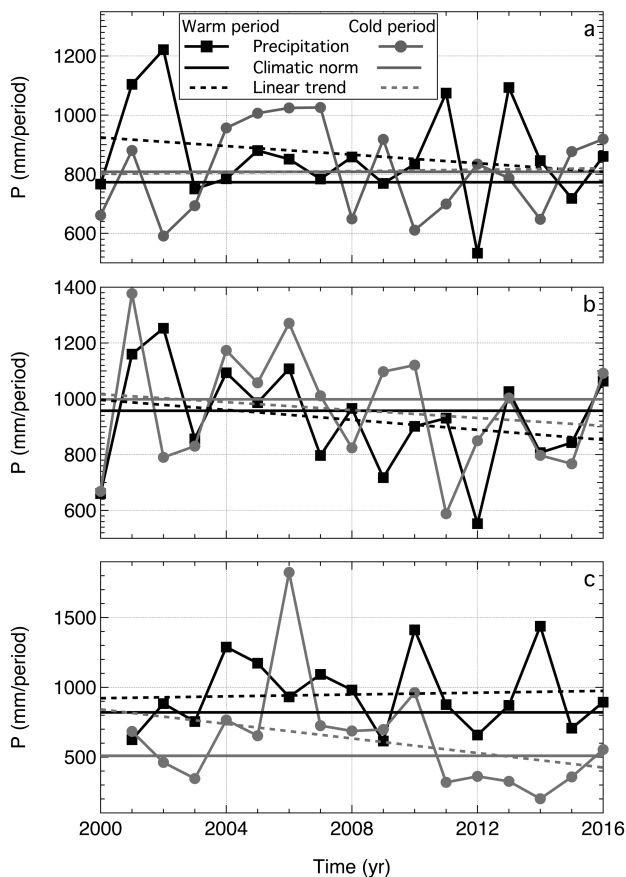 Warm period Cold period
Precipitation
Climatic norm
Linear trend
a
1200
1000
800
600
P (mm/period)
b
1400
1200
1000
800
600
P (mm/period)
c
1500
1000
500
P (mm/period)
2000 2004 2008 2012 2016
Time (yr)